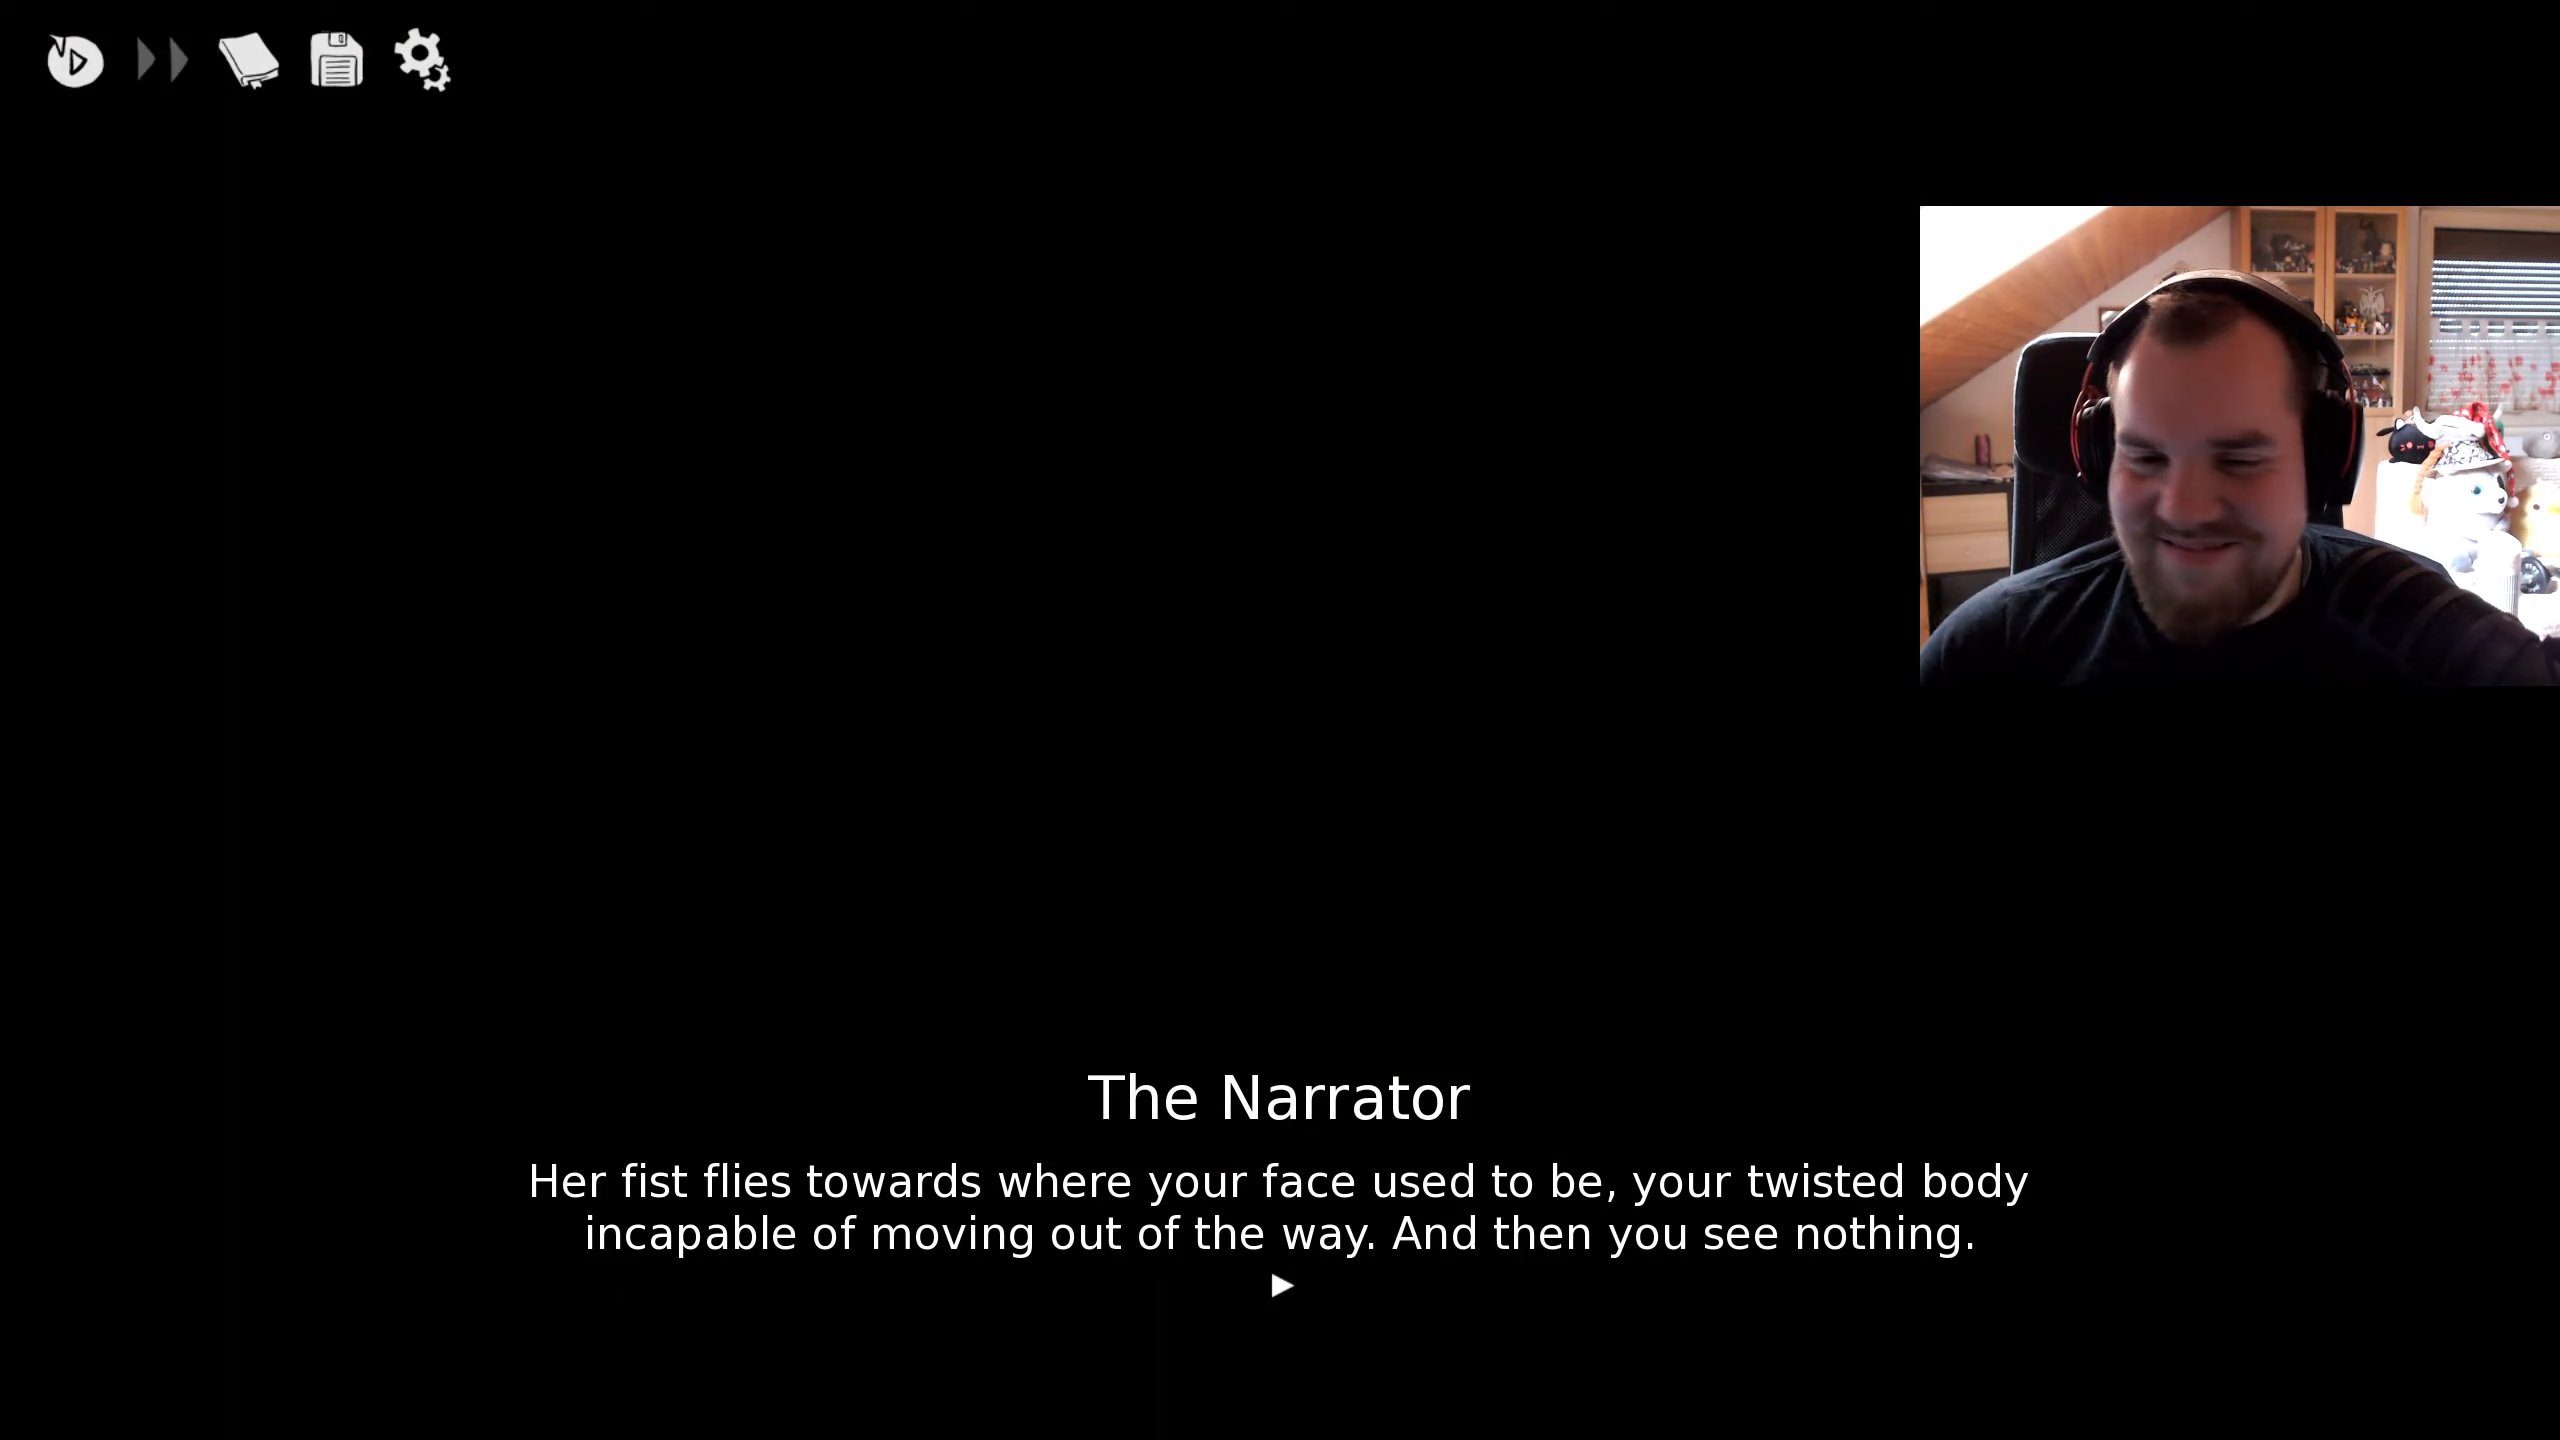 The Narrator
Her fist flies towards where your face used to be, your twisted body
incapable of moving out of the way. And then you see nothing.